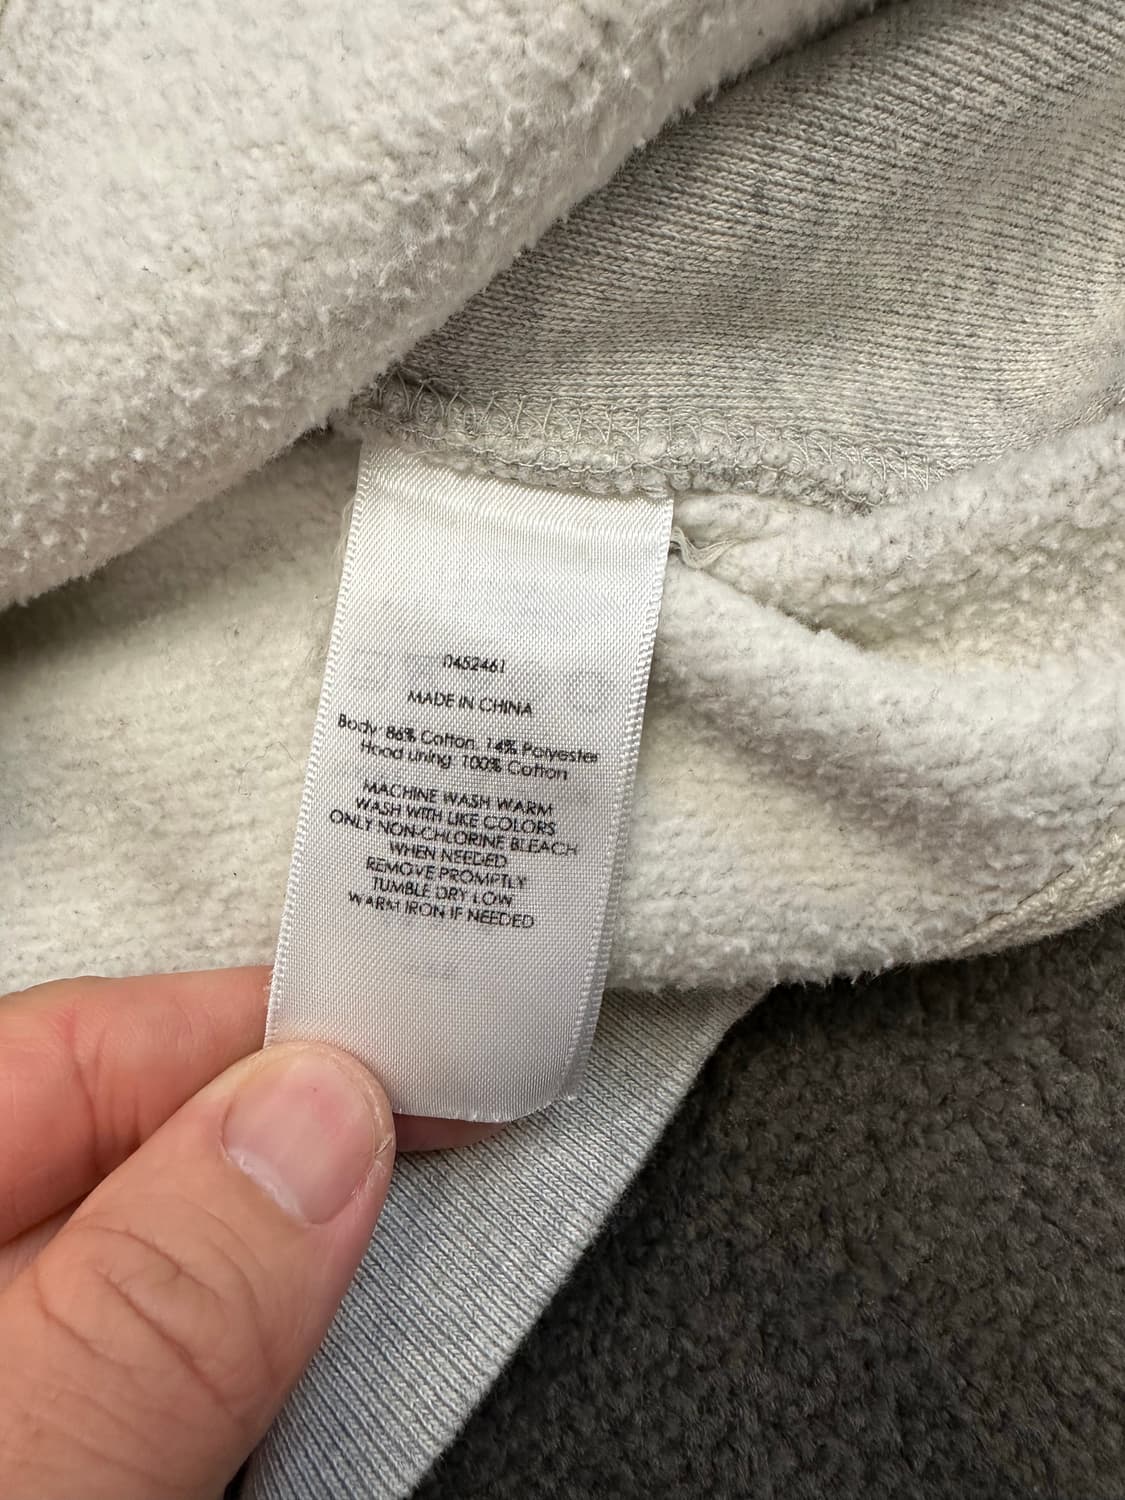 0452461
MADE IN CHINA
Body: 86% Cotton, 14% Polyester
Hood Lining: 100% Cotton
MACHINE WASH WARM
WASH WITH LIKE COLORS
ONLY NON-CHLORINE BLEACH
WHEN NEEDED
REMOVE PROMPTLY
TUMBLE DRY LOW
WARM IRON IF NEEDED